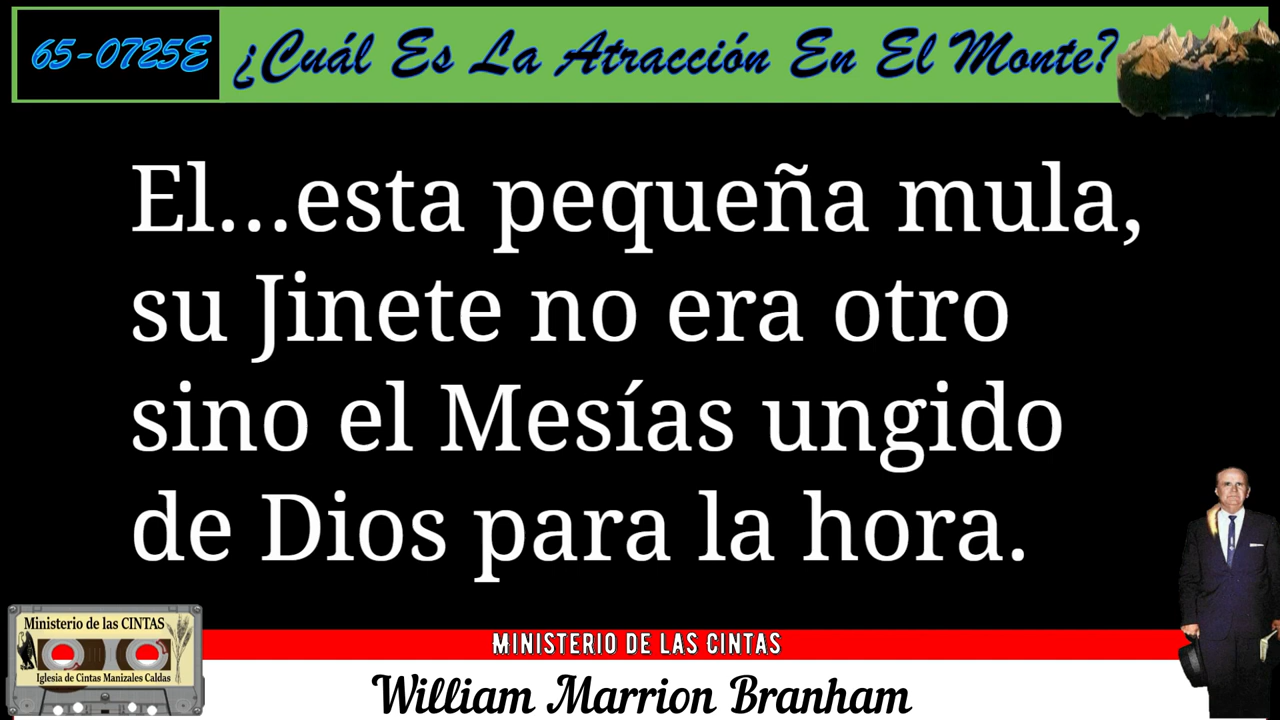 65-0725E ¿Cuál Es La Atracción En El Monte?
El...esta pequeña mula,
su Jinete no era otro
sino el Mesías ungido
de Dios para la hora.
Ministerio de las CINTAS
Iglesia de Cintas Manizales Caldas
MINISTERIO DE LAS CINTAS
William Marrion Branham